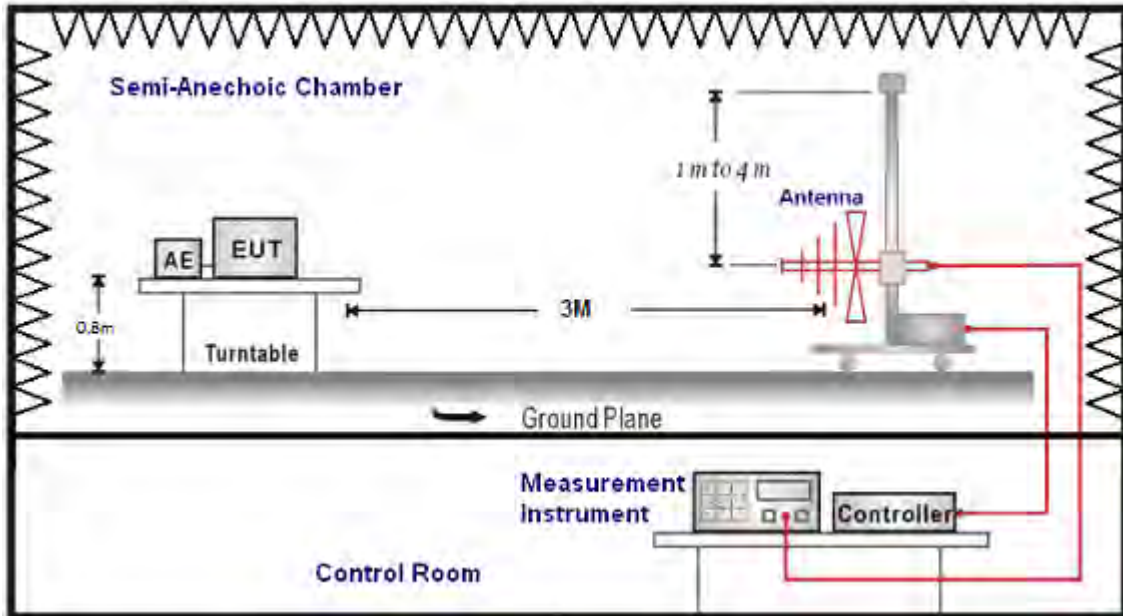 Semi-Anechoic Chamber
1 m to 4 m
Antenna
AE
EUT
3M
0.8m
Turntable
Ground Plane
Measurement
Instrument
Controller
Control Room